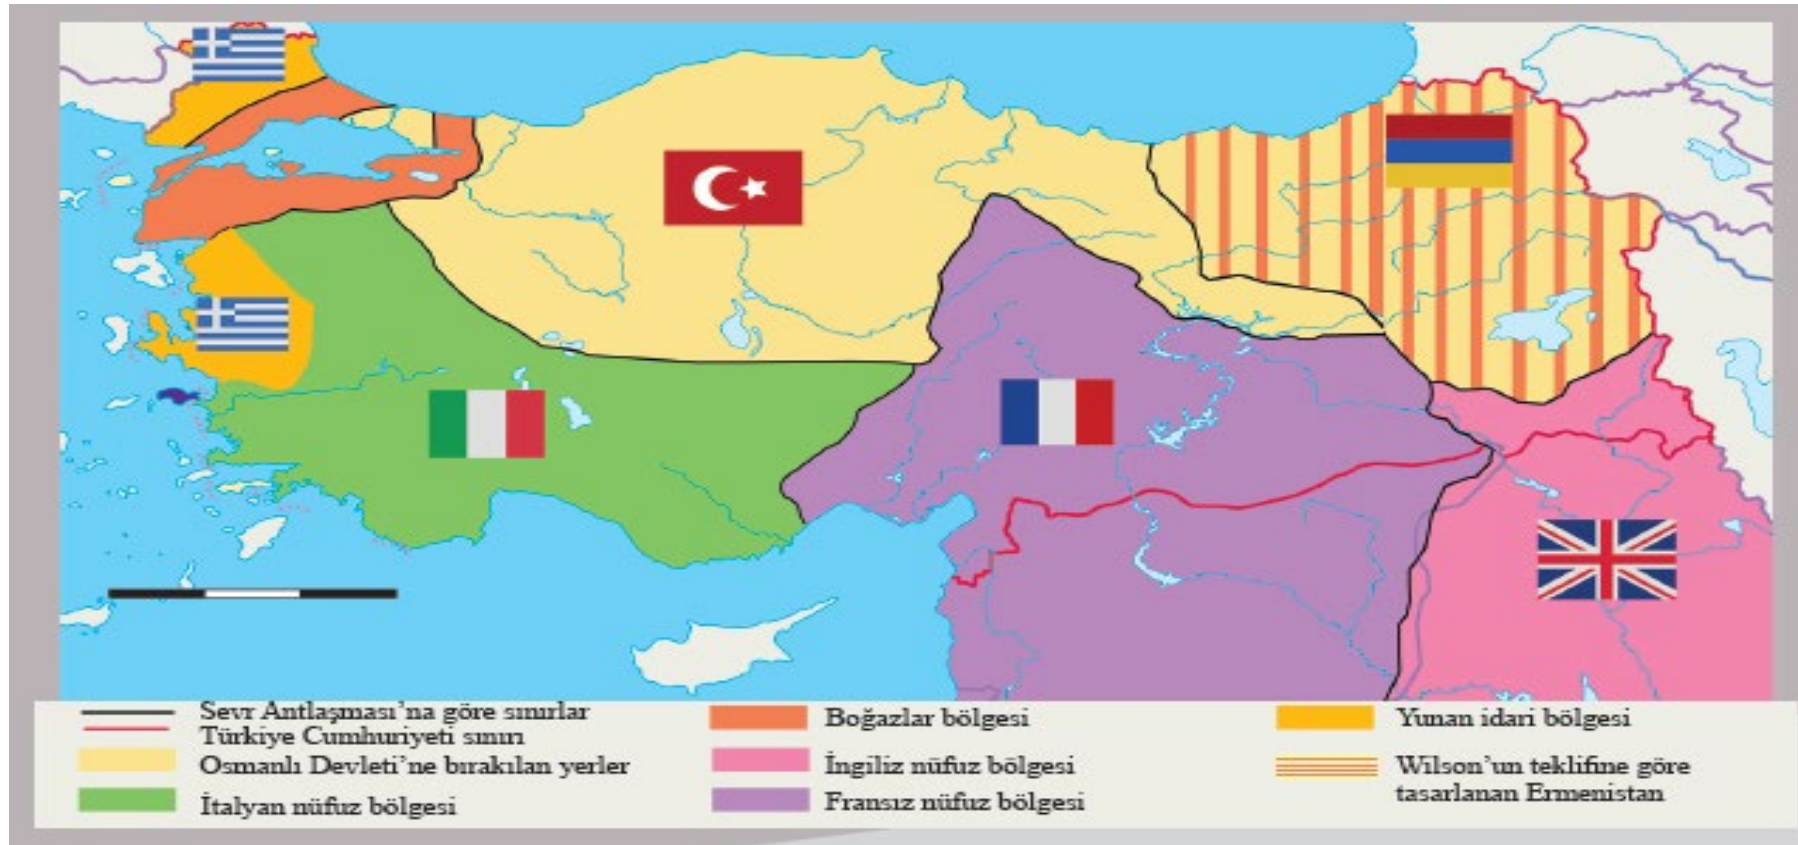 Sevr Antlaşması’na göre sınırlar
Türkiye Cumhuriyeti sınırı
Osmanlı Devleti’ne bırakılan yerler
İtalyan nüfuz bölgesi
Boğazlar bölgesi
İngiliz nüfuz bölgesi
Fransız nüfuz bölgesi
Yunan idari bölgesi
Wilson’un teklifine göre
tasarlanan Ermenistan